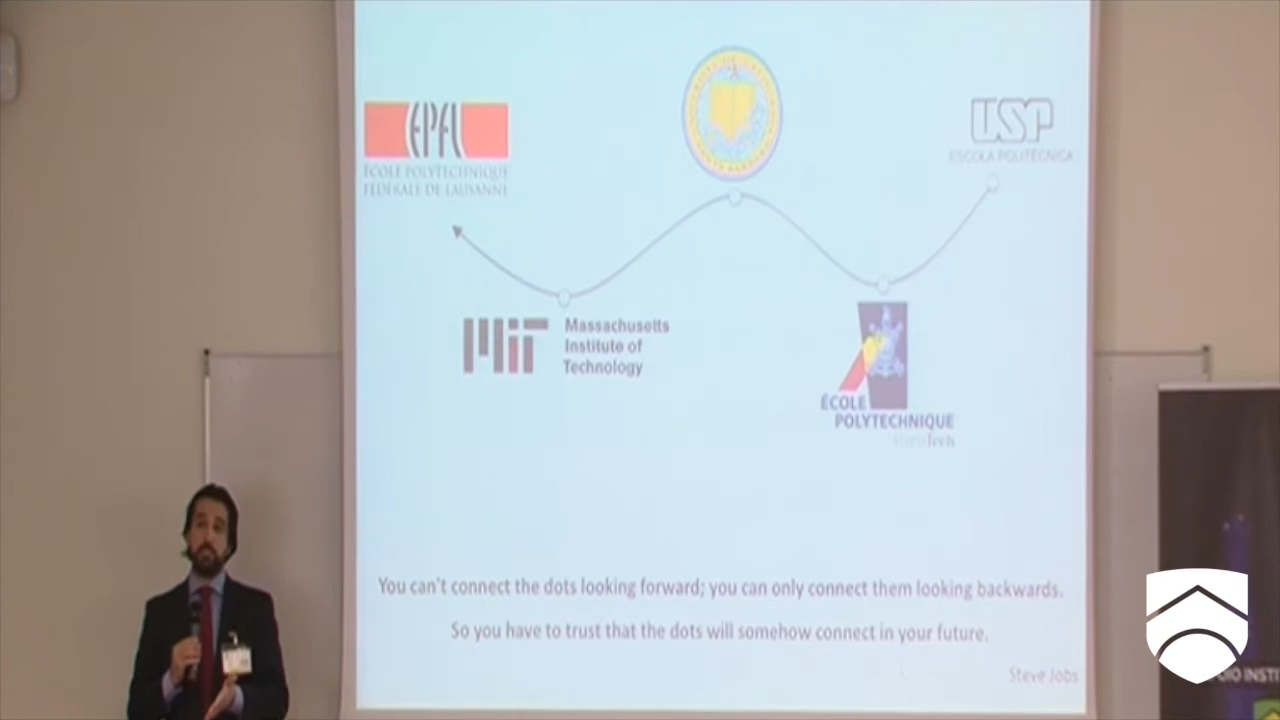 EPFL
ÉCOLE POLYTECHNIQUE
FÉDÉRALE DE LAUSANNE
USP
ESCOLA POLITÉCNICA
Massachusetts
Institute of
Technology
ÉCOLE
POLYTECHNIQUE
ParisTech
You can't connect the dots looking forward; you can only connect them looking backwards.
So you have to trust that the dots will somehow connect in your future.
Steve Jobs